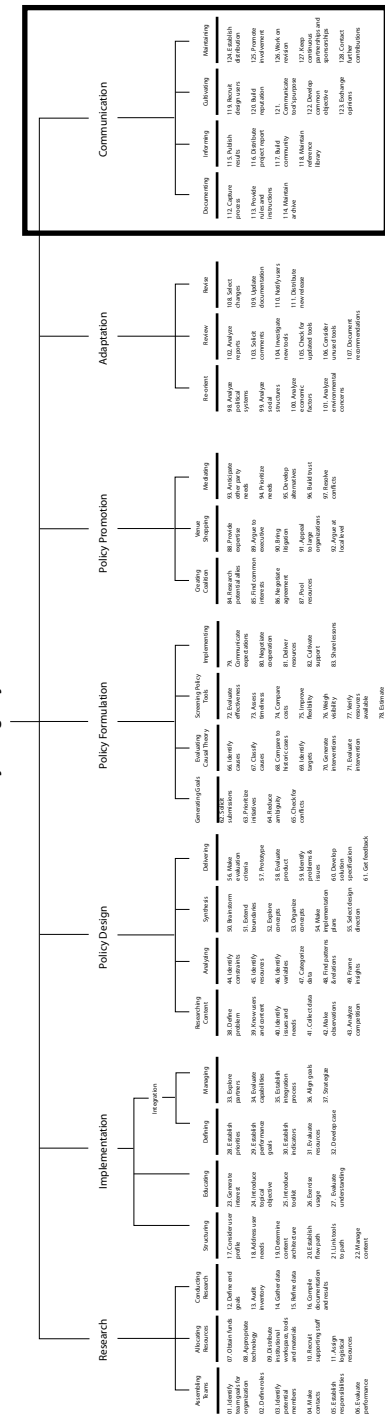 Research
Assembling
Teams
01. Identify
team goals for
organization
02. Define roles
03. Identify
potential
members
04. Make
contacts
05. Establish
responsibilities
06. Evaluate
performance
Allocating
Resources
07. Obtain funds
08. Appropriate
technology
09. Distribute
institutional
workspace, tools
and materials
10. Recruit
supporting staff
11. Assign
logistical
resources
Conducting
Research
12. Define end
goals
13. Audit
inventory
14. Gather data
15. Refine data
16. Compile
documentation
and results
Implementation
Structuring
17. Consider user
profile
18. Address user
needs
19. Determine
content
architecture
20. Establish
flow path
21. Link tools
to path
22. Manage
content
Educating
23. Generate
interest
24. Introduce
topical
objective
25. Introduce
toolkit
26. Exercise
usage
27. Evaluate
understanding
Integration
Defining
28. Establish
priorities
29. Establish
performance
goals
30. Establish
indicators
31. Evaluate
resources
32. Develop case
Managing
33. Explore
partners
34. Evaluate
capabilities
35. Establish
integration
process
36. Align goals
37. Strategize
Policy Design
Researching
Content
38. Define
problem
39. Know users
and content
40. Identify
issues and
needs
41. Collect data
42. Make
observations
43. Analyze
competition
Analysing
44. Identify
constraints
45. Identify
resources
46. Identify
variables
47. Categorize
data
48. Find patterns
& relations
49. Frame
insights
Synthesis
50. Brainstorm
51. Extend
boundaries
52. Explore
concepts
53. Organize
concepts
54. Make
implementation
plans
55. Select design
direction
Delivering
56. Make
evaluation
criteria
57. Prototype
58. Evaluate
product
59. Identify
problems &
issues
60. Develop
solution
specification
61. Get feedback
Policy Formulation
Generating Goals
62. Solicit
submissions
63. Prioritize
initiatives
64. Reduce
ambiguity
65. Check for
conflicts
Evaluating
Causal Theory
66. Identify
causes
67. Classify
causes
68. Compare to
historic cases
69. Identify
targets
70. Generate
interventions
71. Evaluate
intervention
Screening Policy
Tools
72. Evaluate
effectiveness
73. Assess
timeliness
74. Compare
costs
75. Improve
flexibility
76. Weigh
visibility
77. Verify
resources
available
78. Estimate
Implementing
79.
Communicate
expectations
80. Negotiate
cooperation
81. Deliver
resources
82. Cultivate
support
83. Share lessons
Policy Promotion
Creating
Coalition
84. Research
potential allies
85. Find common
interests
86. Negotiate
agreement
87. Pool
resources
Venue
Shopping
88. Provide
expertise
89. Argue to
executive
90. Bring
litigation
91. Appeal
to large
organizations
92. Argue at
local level
Mediating
93. Anticipate
other party
needs
94. Prioritize
needs
95. Develop
alternatives
96. Build trust
97. Resolve
conflicts
Adaptation
Re-orient
98. Analyze
political
systems
99. Analyze
social
structures
100. Analyze
economic
factors
101. Analyze
environmental
concerns
Review
102. Analyze
reports
103. Solicit
comments
104. Investigate
new tools
105. Check for
updated tools
106. Consider
unused tools
107. Document
recommendations
Revise
108. Select
changes
109. Update
documentation
110. Notify users
111. Distribute
new release
Communication
Documenting
112. Capture
process
113. Provide
rules and
instructions
114. Maintain
archive
Informing
115. Publish
results
116. Distribute
project report
117. Build
community
118. Maintain
reference
library
Cultivating
119. Recruit
design users
120. Build
reputation
121.
Communicate
tool's purpose
122. Develop
common
objective
123. Exchange
opinions
Maintaining
124. Establish
distribution
125. Promote
involvement
126. Work on
revision
127. Keep
continuous
partnerships and
sponsorships
128. Contact
further
contributions